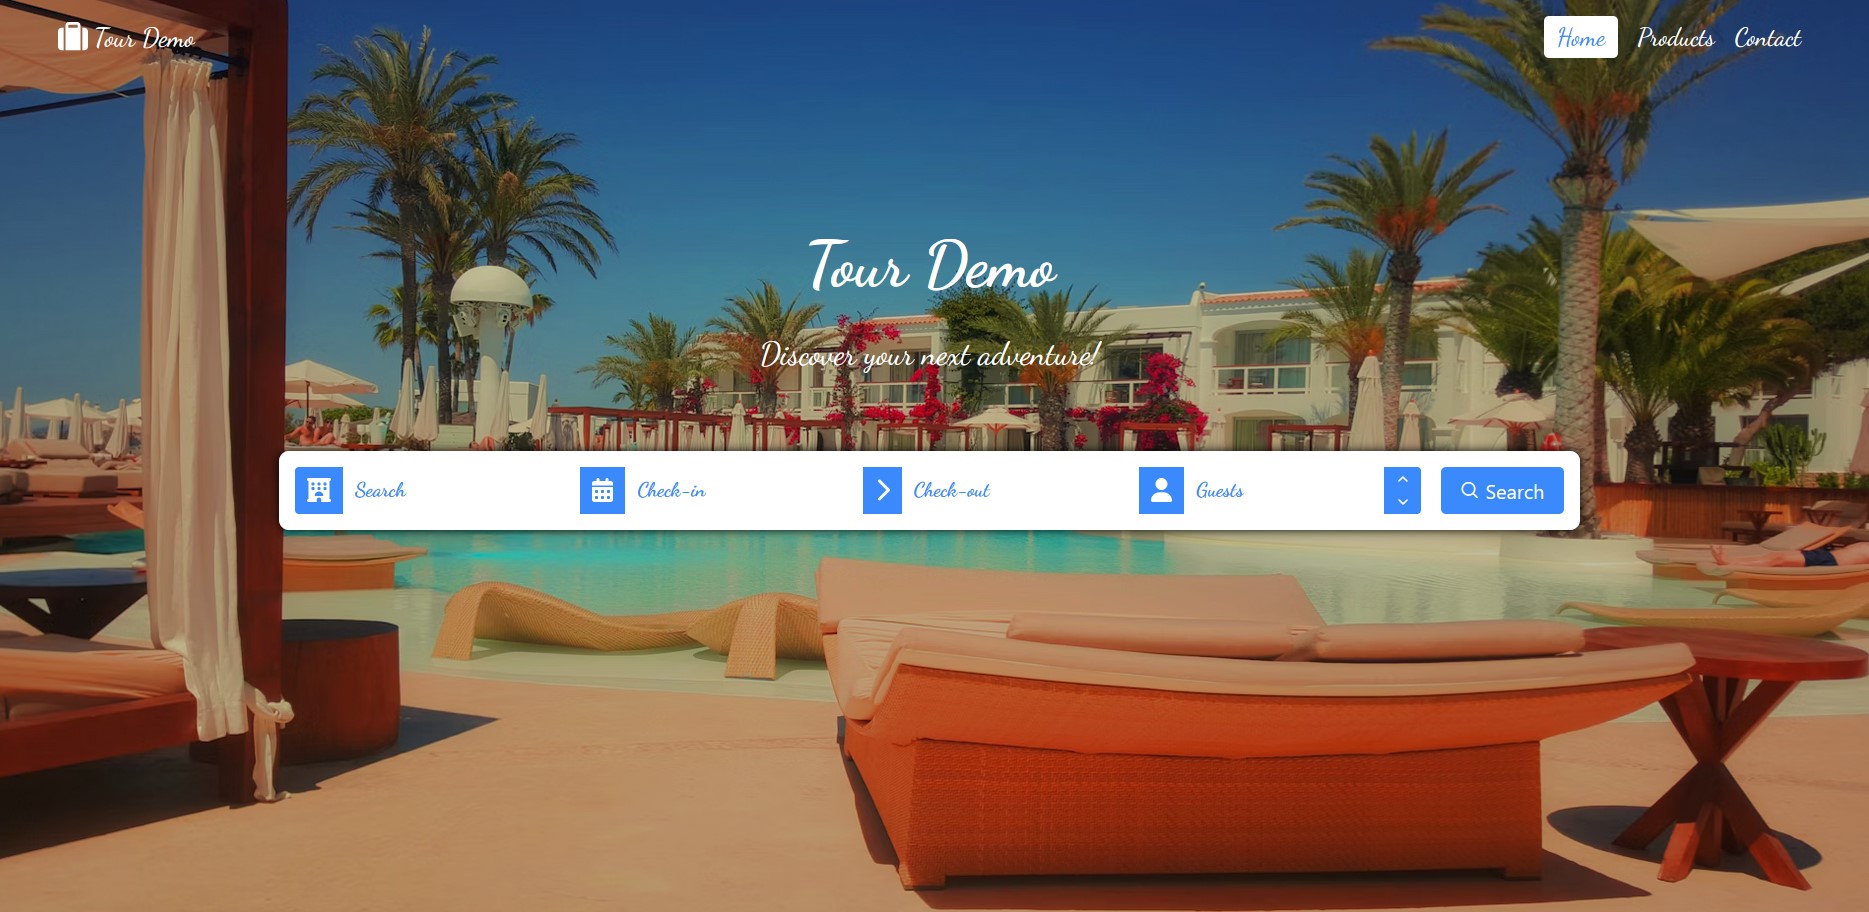 Tour Demo
Home Products Contact
Tour Demo
Discover your next adventure!
Search Check-in Check-out Guests Search